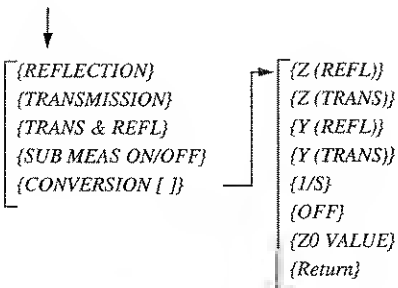 {REFLECTION}
{TRANSMISSION}
{TRANS & REFL}
{SUB MEAS ON/OFF}
{CONVERSION [ ]}
{Z (REFL)}
{Z (TRANS)}
{Y (REFL)}
{Y (TRANS)}
{1/S}
{OFF}
{Z0 VALUE}
{Return}